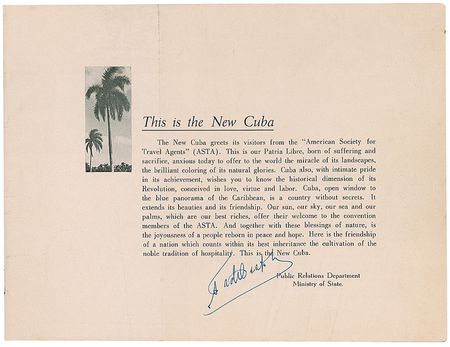 This is the New Cuba
The New Cuba greets its visitors from the "American Society for
Travel Agents" (ASTA). This is our Patria Libre, born of suffering and
sacrifice, anxious today to offer to the world the miracle of its landscapes,
the brilliant coloring of its natural glories. Cuba also, with intimate pride
in its achievement, wishes you to know the historical dimension of its
Revolution, conceived in love, virtue and labor. Cuba, open window to
the blue panorama of the Caribbean, is a country without secrets. It
extends its beauties and its friendship. Our sun, our sky, our sea and our
palms, which are our best riches, offer their welcome to the convention
members of the ASTA. And together with these blessings of nature, is
the joyousness of a people reborn in peace and hope. Here is the friendship
of a nation which counts within its best inheritance the cultivation of the
noble tradition of hospitality. This is the New Cuba.
Public Relations Department
Ministry of State.